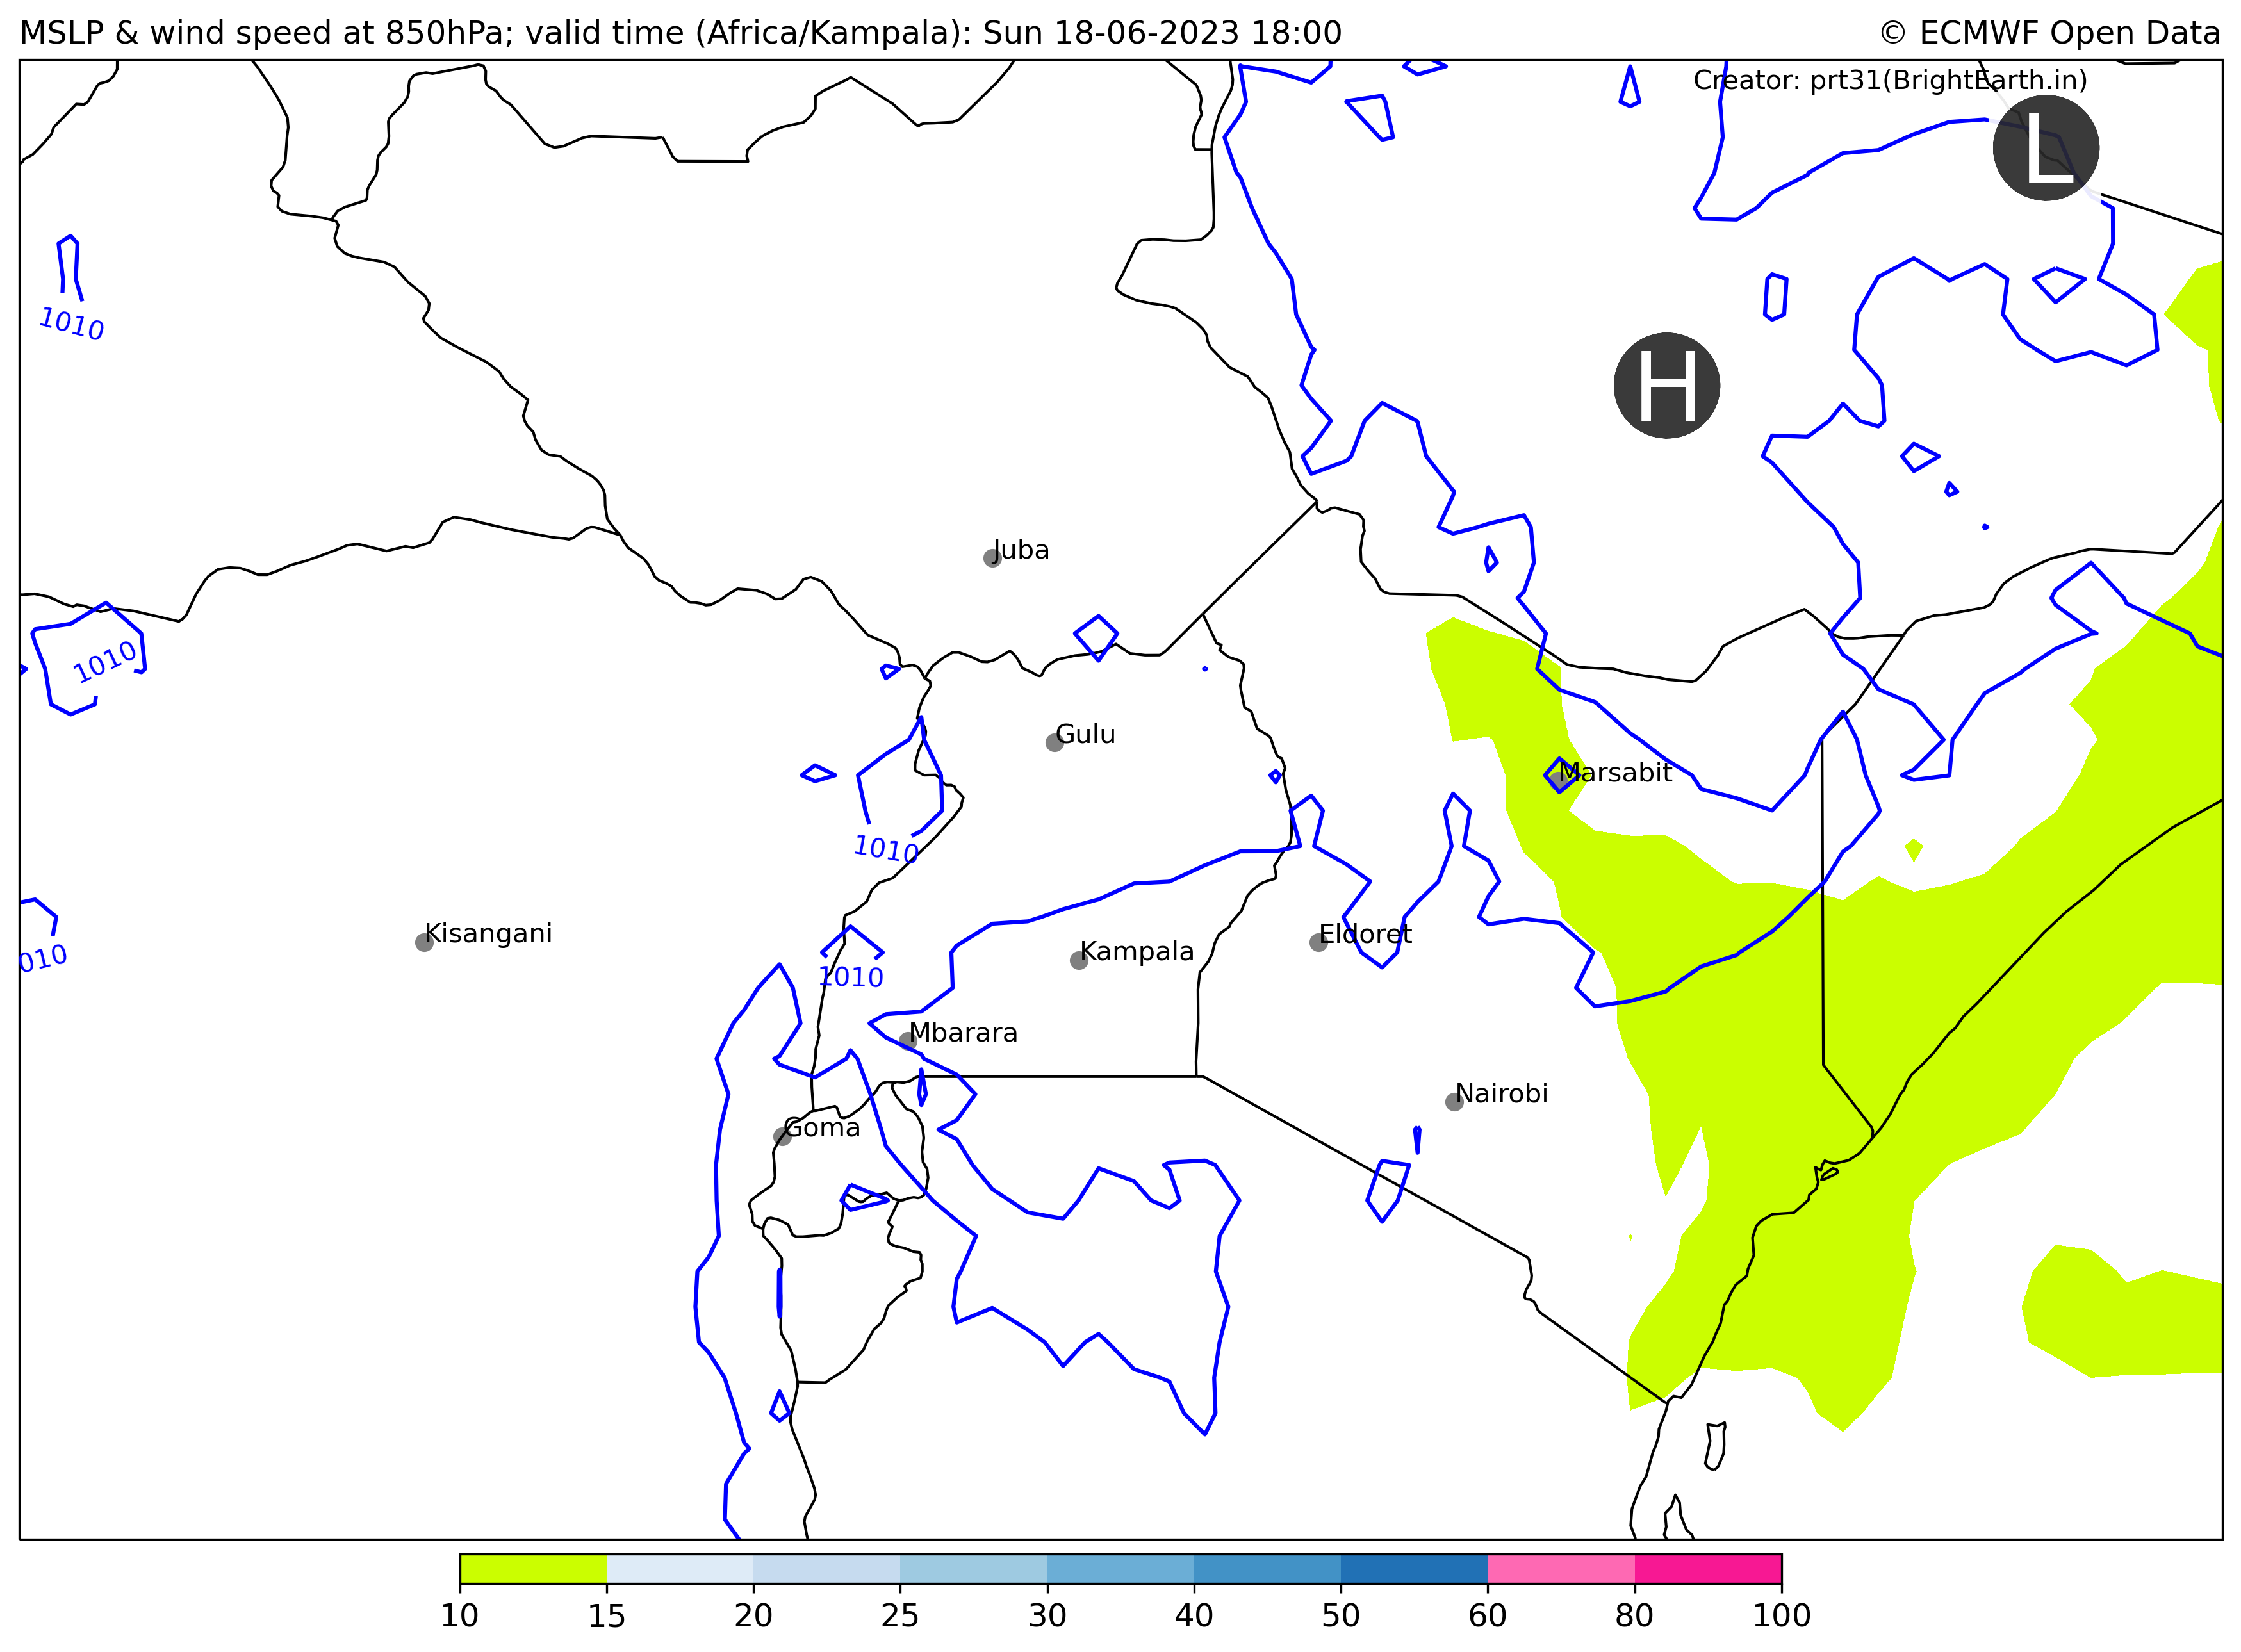 MSLP & wind speed at 850hPa; valid time (Africa/Kampala): Sun 18-06-2023 18:00
© ECMWF Open Data
Creator: prt31(BrightEarth.in)
L
1010
H
Juba
1010
Gulu
Marsabit
1010
Kisangani
Eldoret
010
1010
Kampala
Mbarara
Nairobi
Goma
10 15 20 25 30 40 50 60 80 100